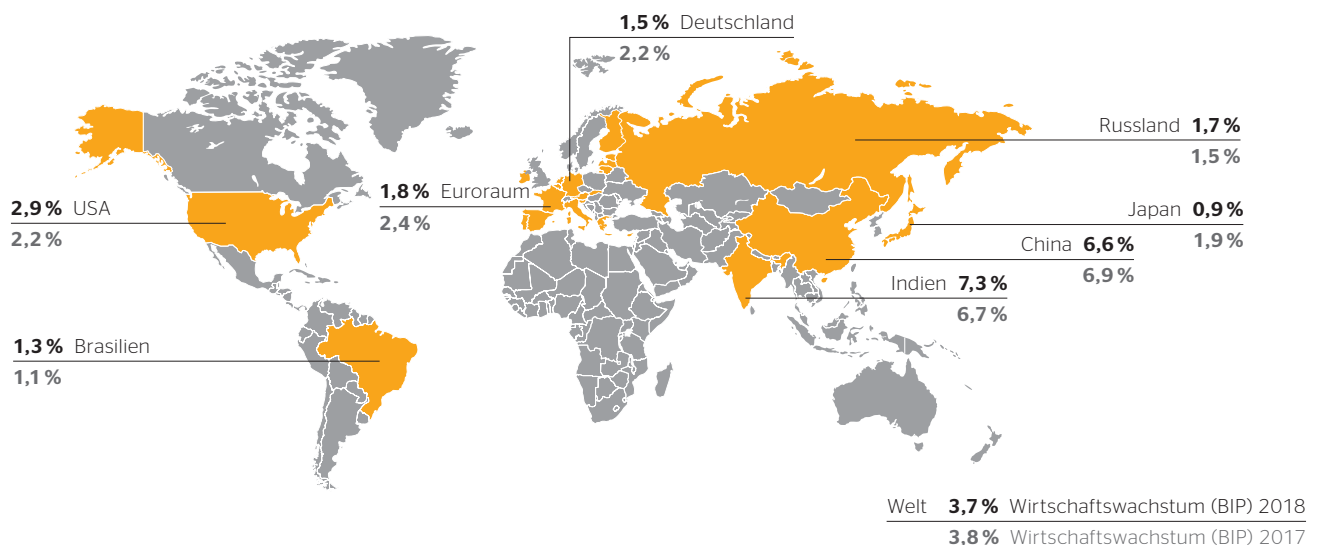 1,5 % Deutschland
2,2 %
Russland 1,7 %
1,5 %
1,8 % Euroraum
2,4 %
2,9 % USA
2,2 %
Japan 0,9 %
1,9 %
China 6,6 %
6,9 %
Indien 7,3 %
6,7 %
1,3 % Brasilien
1,1 %
Welt 3,7 % Wirtschaftswachstum (BIP) 2018
3,8 % Wirtschaftswachstum (BIP) 2017